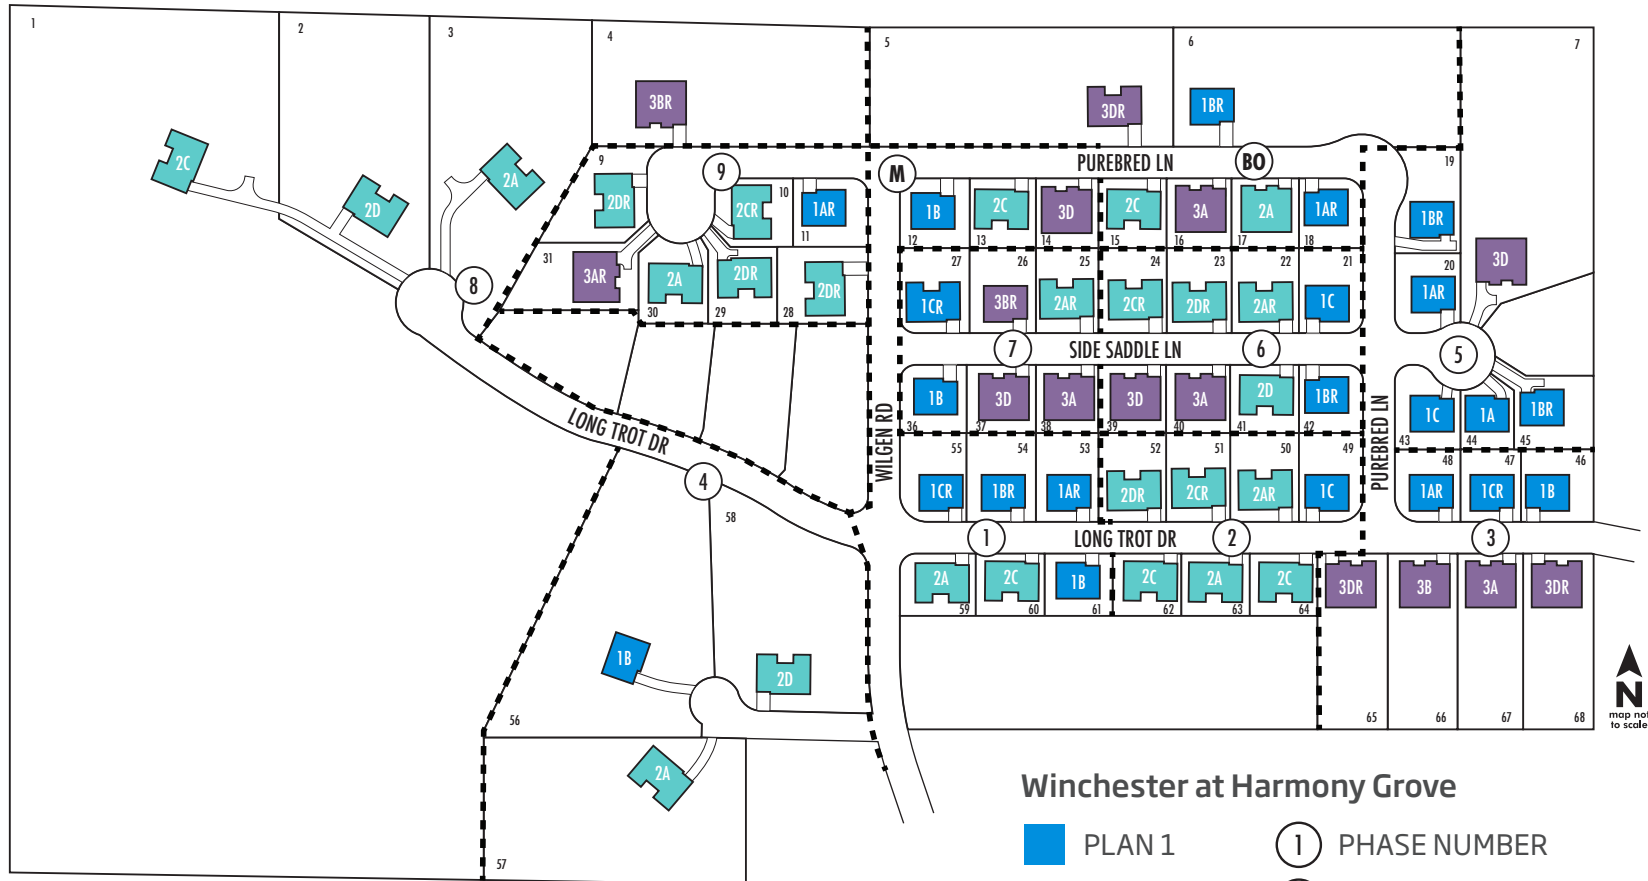 1
2
3
4
5
6
7
3BR
3DR
1BR
2C
2D
2A
9
9
PUREBRED LN
BO
M
19
2DR
2CR
10
1AR
11
1B
12
2C
13
3D
14
2C
15
3A
16
2A
17
1AR
18
1BR
31
3AR
2A
30
2DR
29
2DR
28
27
26
25
24
23
22
21
20
1CR
3BR
2AR
2CR
2DR
2AR
1C
1AR
3D
8
7
SIDE SADDLE LN
6
5
1B
36
3D
37
3A
38
3D
39
3A
40
2D
41
1BR
42
1C
43
1A
44
1BR
45
LONG TROT DR
WILGEN RD
PUREBRED LN
55
54
53
52
51
50
49
48
47
46
1CR
1BR
1AR
2DR
2CR
2AR
1C
1AR
1CR
1B
4
58
1
LONG TROT DR
2
3
2A
59
2C
60
1B
61
2C
62
2A
63
2C
64
3DR
3B
3A
3DR
65
66
67
68
1B
2D
56
2A
57
N
map not
to scale
Winchester at Harmony Grove
PLAN 1
1 PHASE NUMBER